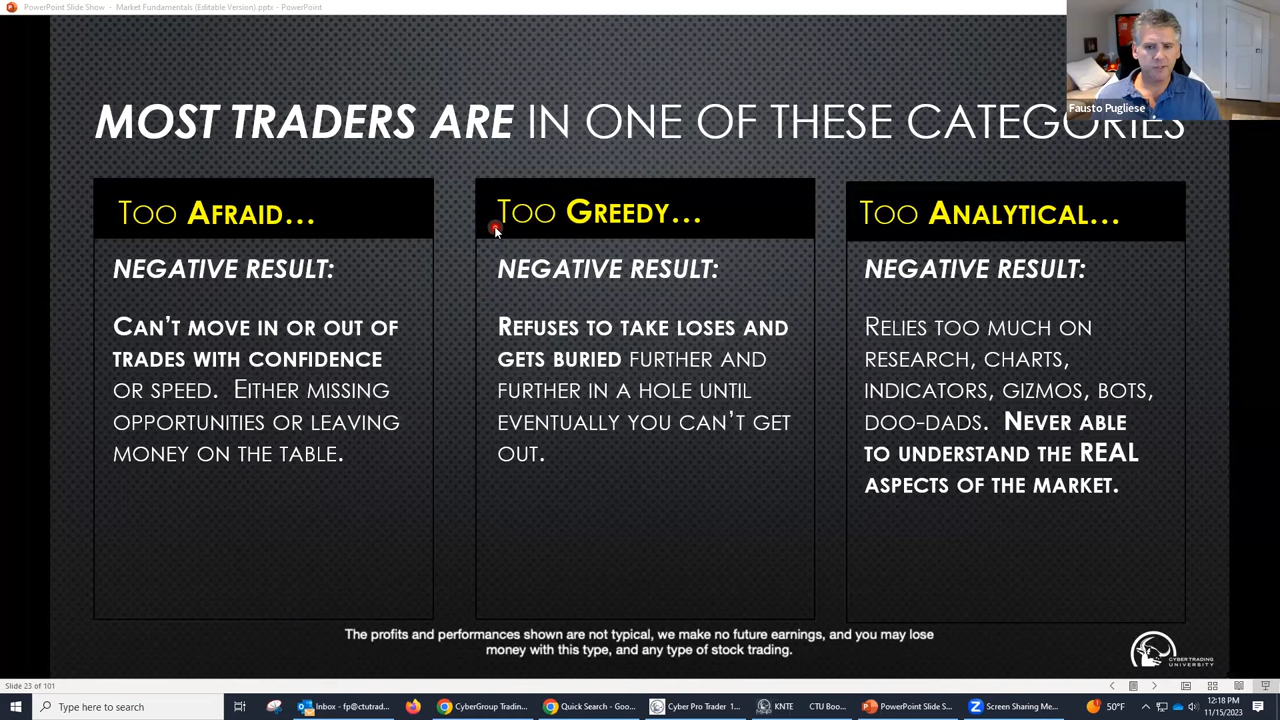 PowerPoint Slide Show - Market Fundamentals (Editable Version).pptx - PowerPoint
Fausto Pugliese
MOST TRADERS ARE IN ONE OF THESE CATEGORIES
TOO AFRAID...
NEGATIVE RESULT:
CAN'T MOVE IN OR OUT OF
TRADES WITH CONFIDENCE
OR SPEED. EITHER MISSING
OPPORTUNITIES OR LEAVING
MONEY ON THE TABLE.
TOO GREEDY...
NEGATIVE RESULT:
REFUSES TO TAKE LOSES AND
GETS BURIED FURTHER AND
FURTHER IN A HOLE UNTIL
EVENTUALLY YOU CAN'T GET
OUT.
TOO ANALYTICAL...
NEGATIVE RESULT:
RELIES TOO MUCH ON
RESEARCH, CHARTS,
INDICATORS, GIZMOS, BOTS,
DOO-DADS. NEVER ABLE
TO UNDERSTAND THE REAL
ASPECTS OF THE MARKET.
The profits and performances shown are not typical, we make no future earnings, and you may lose
money with this type, and any type of stock trading.
CYBER TRADING
UNIVERSITY
Slide 23 of 101
Type here to search
Inbox - fp@ctutrad...
CyberGroup Tradin...
Quick Search - Goo...
Cyber Pro Trader 1...
KNTE
CTU Boo...
PowerPoint Slide S...
Screen Sharing Me...
50°F
12:18 PM
11/15/2023